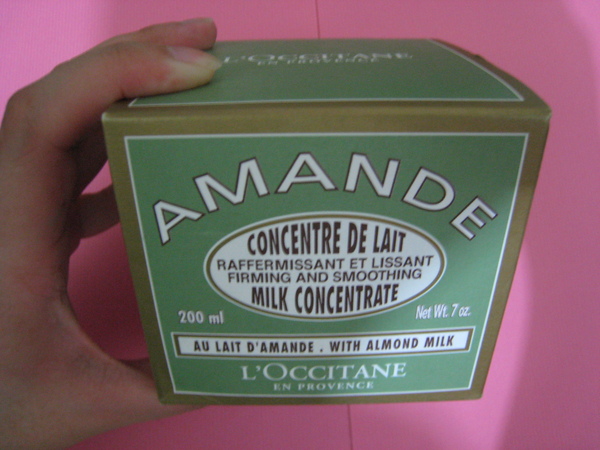 L'OCCITANE
EN PROVENCE
AMANDE
CONCENTRE DE LAIT
RAFFERMISSANT ET LISSANT
FIRMING AND SMOOTHING
MILK CONCENTRATE
200 ml Net Wt. 7 oz.
AU LAIT D'AMANDE . WITH ALMOND MILK
L'OCCITANE
EN PROVENCE